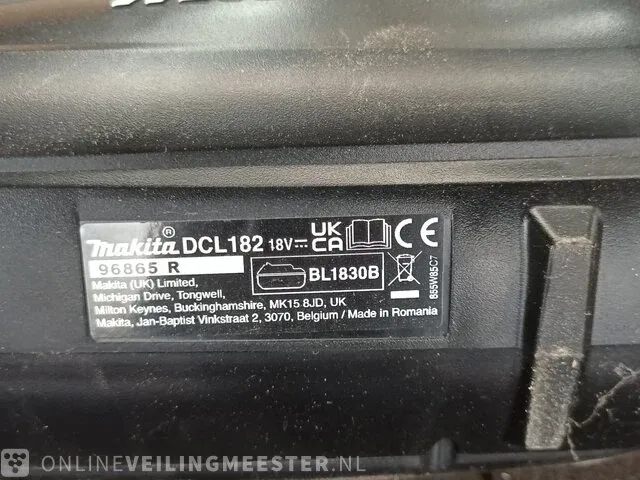 makita® DCL182 18V UK CA CE
96865 R
BL1830B
Makita (UK) Limited,
Michigan Drive, Tongwell,
Milton Keynes, Buckinghamshire, MK15 8JD, UK
Makita, Jan-Baptist Vinkstraat 2, 3070, Belgium / Made in Romania
855W85C7
ONLINEVEILINGMEESTER.NL